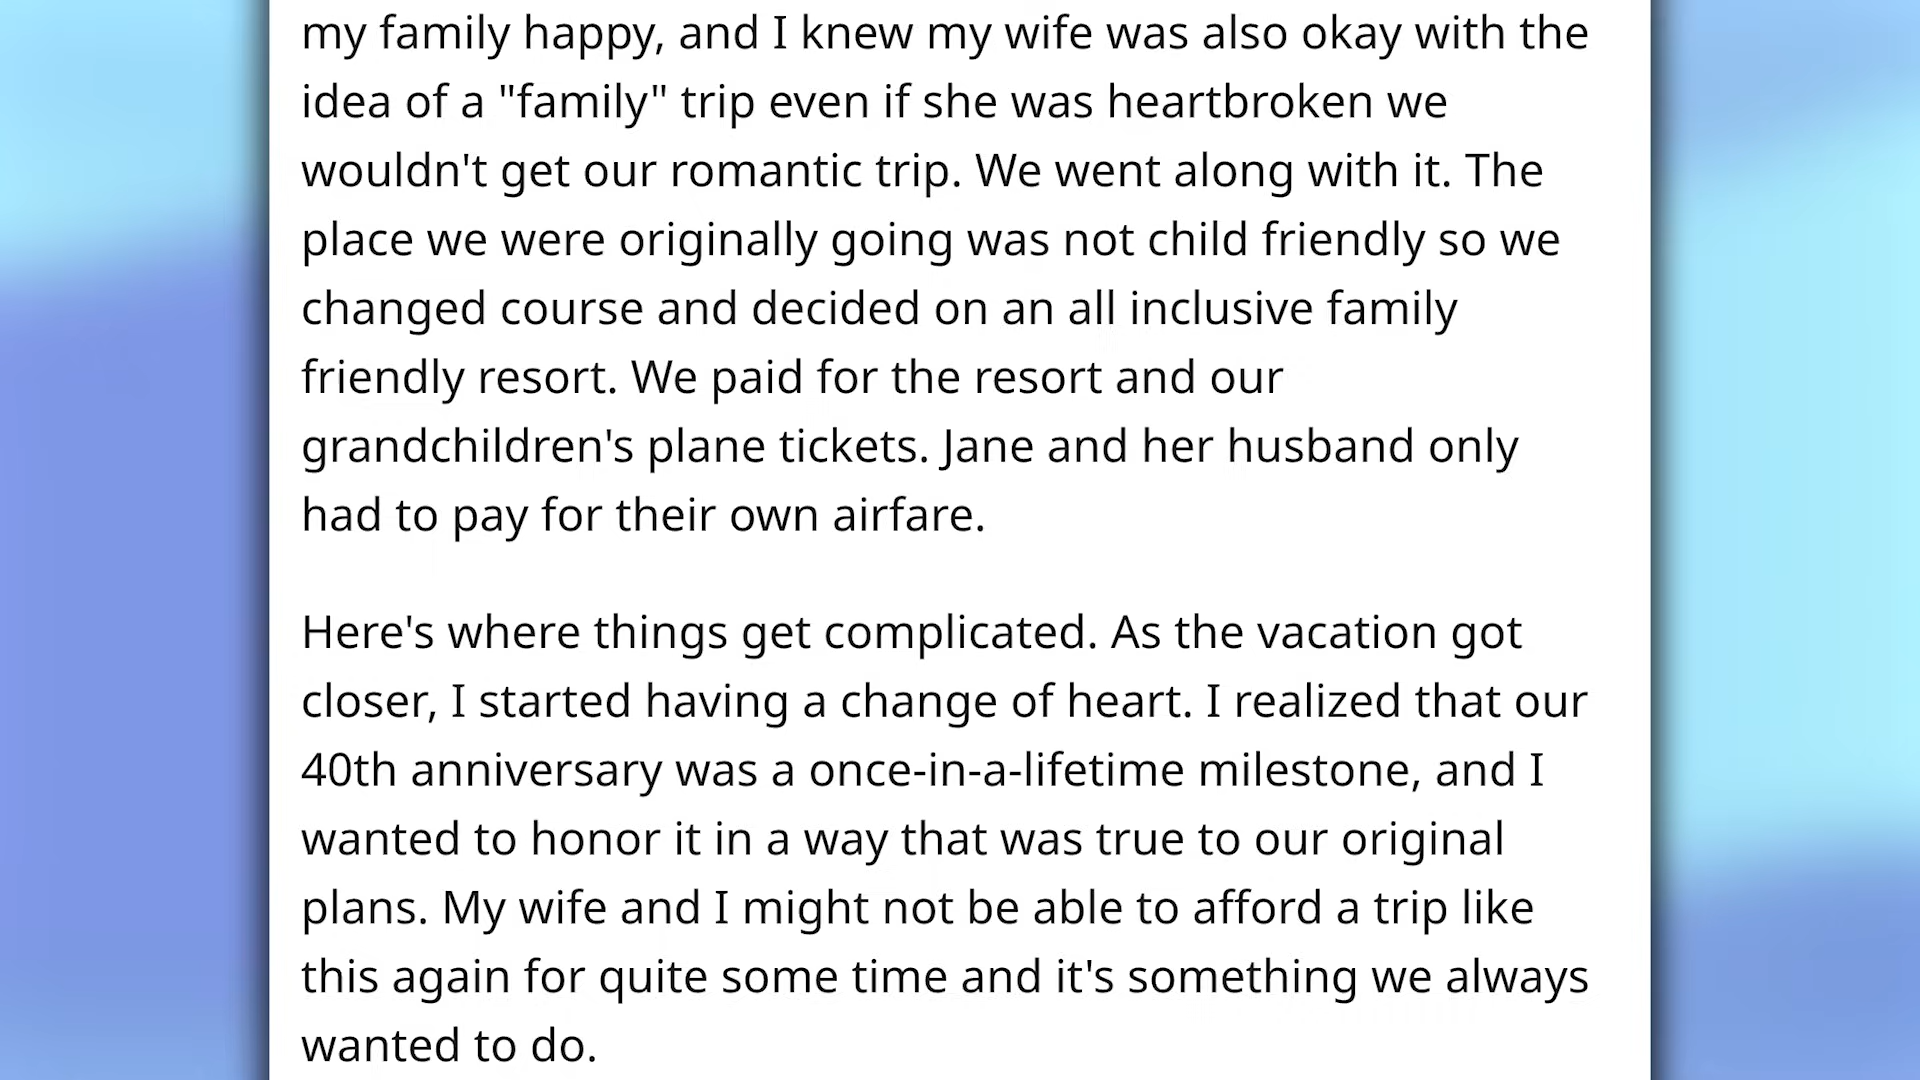 my family happy, and I knew my wife was also okay with the
idea of a "family" trip even if she was heartbroken we
wouldn't get our romantic trip. We went along with it. The
place we were originally going was not child friendly so we
changed course and decided on an all inclusive family
friendly resort. We paid for the resort and our
grandchildren's plane tickets. Jane and her husband only
had to pay for their own airfare.
Here's where things get complicated. As the vacation got
closer, I started having a change of heart. I realized that our
40th anniversary was a once-in-a-lifetime milestone, and I
wanted to honor it in a way that was true to our original
plans. My wife and I might not be able to afford a trip like
this again for quite some time and it's something we always
wanted to do.